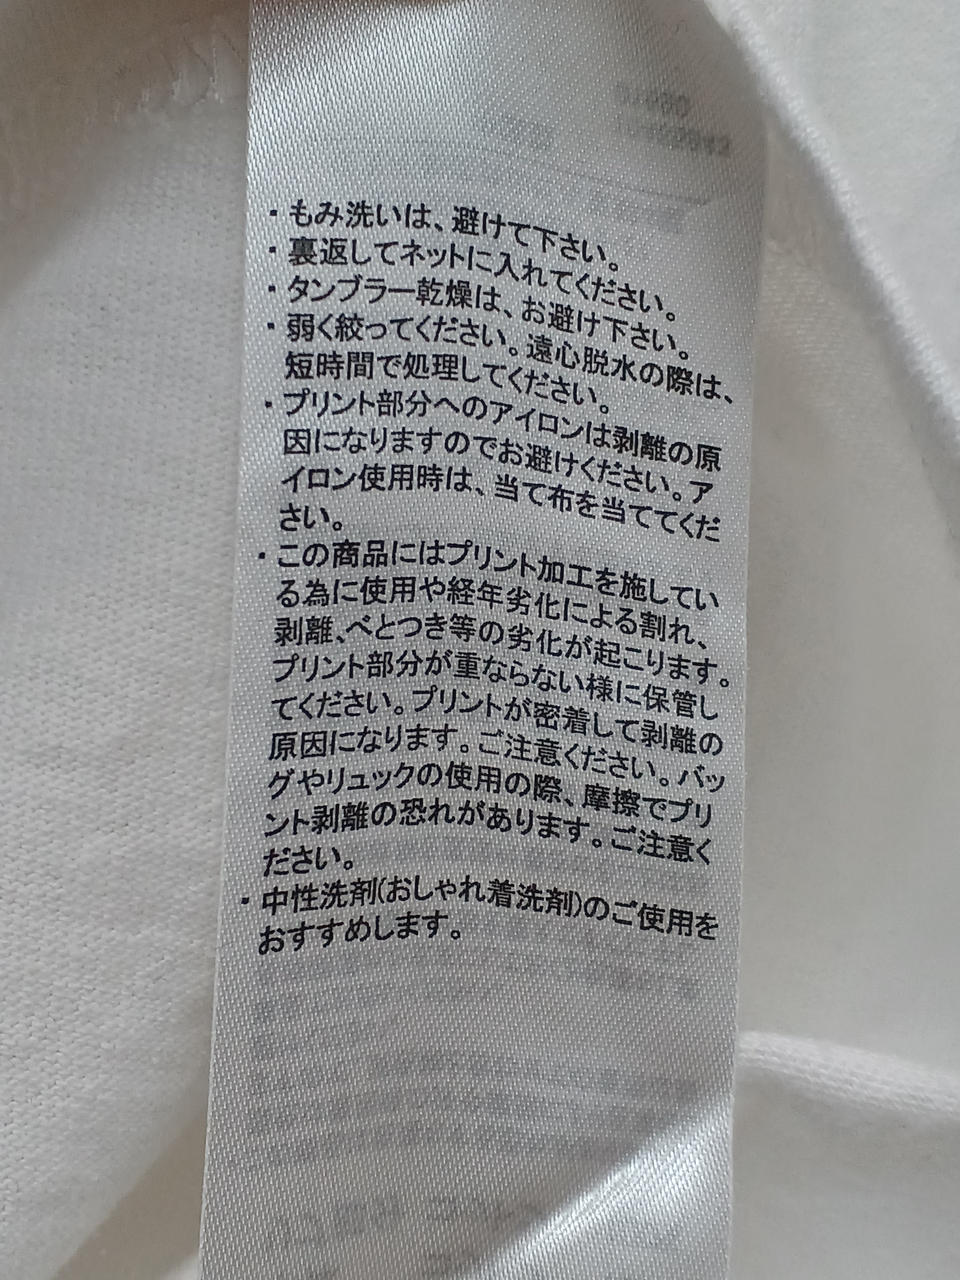 ・もみ洗いは、避けて下さい。
・裏返してネットに入れてください。
・タンブラー乾燥は、お避け下さい。
・弱く絞ってください。遠心脱水の際は、
短時間で処理してください。
・プリント部分へのアイロンは剥離の原
因になりますのでお避けください。ア
イロン使用時は、当て布を当ててくだ
さい。
・この商品にはプリント加工を施してい
る為に使用や経年劣化による割れ、
剥離、べとつき等の劣化が起こります。
プリント部分が重ならない様に保管し
てください。プリントが密着して剥離の
原因になります。ご注意ください。バッ
グやリュックの使用の際、摩擦でプリ
ント剥離の恐れがあります。ご注意く
ださい。
・中性洗剤(おしゃれ着洗剤)のご使用を
おすすめします。